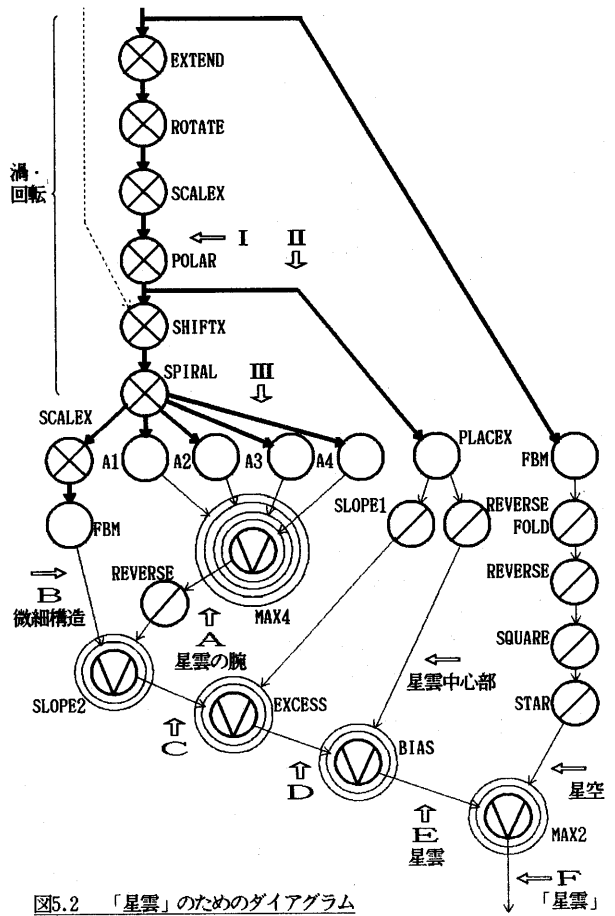 EXTEND
ROTATE
渦・
回転
SCALEX
POLAR
⇐ I
II
SHIFTX
SPIRAL
III
SCALEX
A1
A2
A3
A4
PLACEX
FBM
SLOPE1
REVERSE
FOLD
FBM
REVERSE
REVERSE
B
微細構造
MAX4
A
星雲の腕
SQUARE
SLOPE2
EXCESS
星雲中心部
STAR
C
BIAS
D
星空
E
星雲
MAX2
F
「星雲」
図5.2 「星雲」のためのダイアグラム